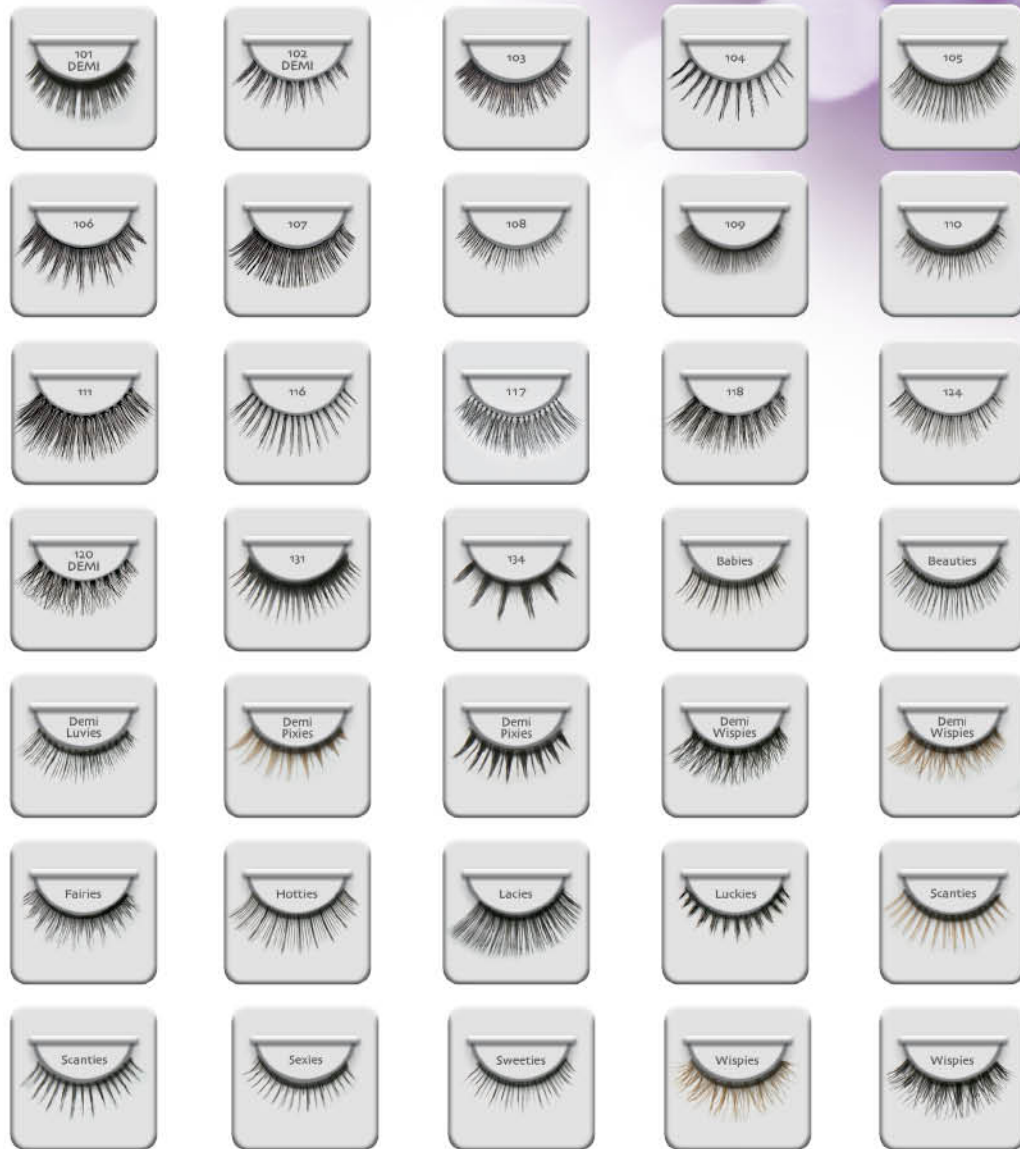 101
DEMI
102
DEMI
103
104
105
106
107
108
109
110
111
116
117
118
124
120
DEMI
131
134
Babies
Beauties
Demi
Luvies
Demi
Pixies
Demi
Pixies
Demi
Wispies
Demi
Wispies
Fairies
Hotties
Lacies
Luckies
Scanties
Scanties
Sexies
Sweeties
Wispies
Wispies